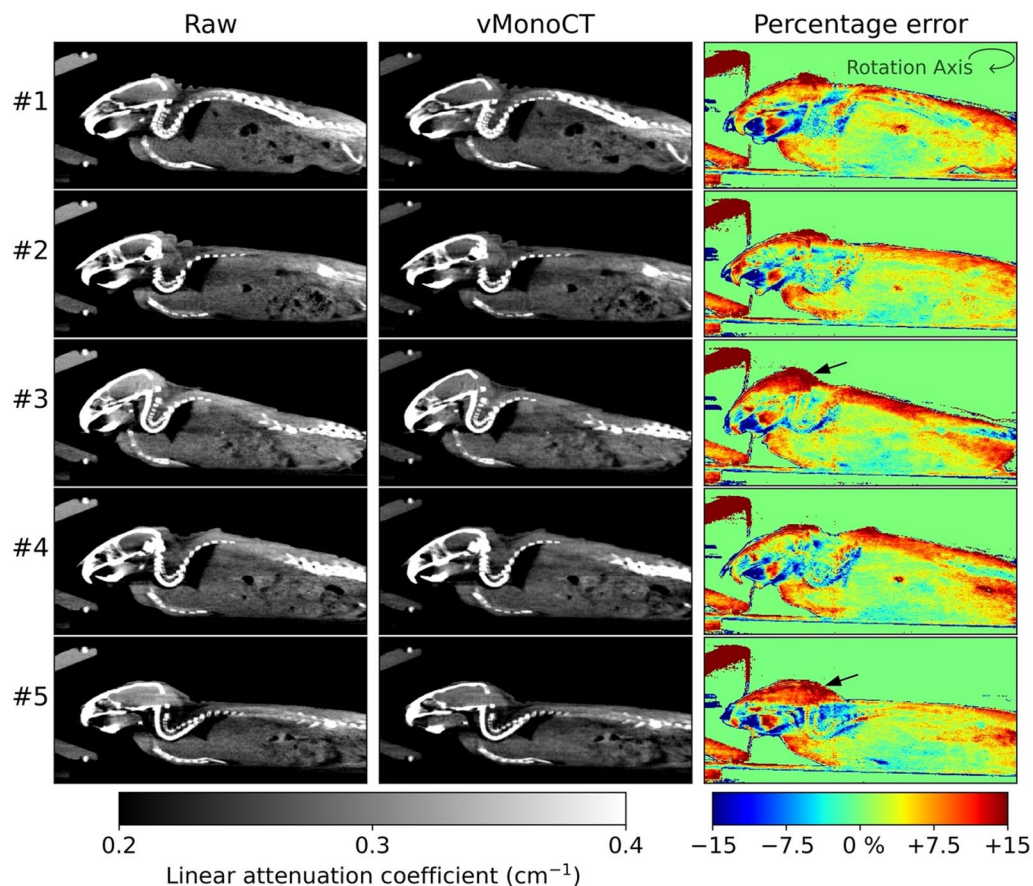 Raw vMonoCT Percentage error
Rotation Axis
#1
#2
#3
#4
#5
0.2 0.3 0.4 −15 −7.5 0 % +7.5 +15
Linear attenuation coefficient (cm⁻¹)